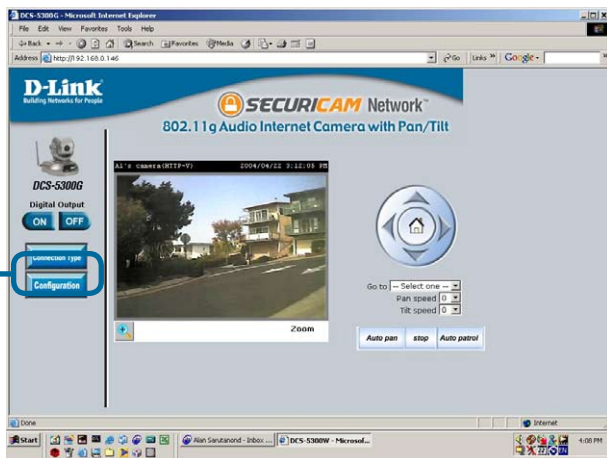 DCS-5300G - Microsoft Internet Explorer
File Edit View Favorites Tools Help
Back Search Favorites Media
Address http://192.168.0.146 Go Links » Google -
D-Link
Building Networks for People
SECURICAM Network™
802.11g Audio Internet Camera with Pan/Tilt
DCS-5300G
Digital Output
ON OFF
Connection Type
Configuration
Al's camera(HTTP-V) 2004/04/22 3:12:05 PM
Zoom
Go to -- Select one --
Pan speed 0
Tilt speed 0
Auto pan stop Auto patrol
Done Internet
Start Alan Sarutanond - Inbox ... DCS-5300W - Microsof... 4:08 PM